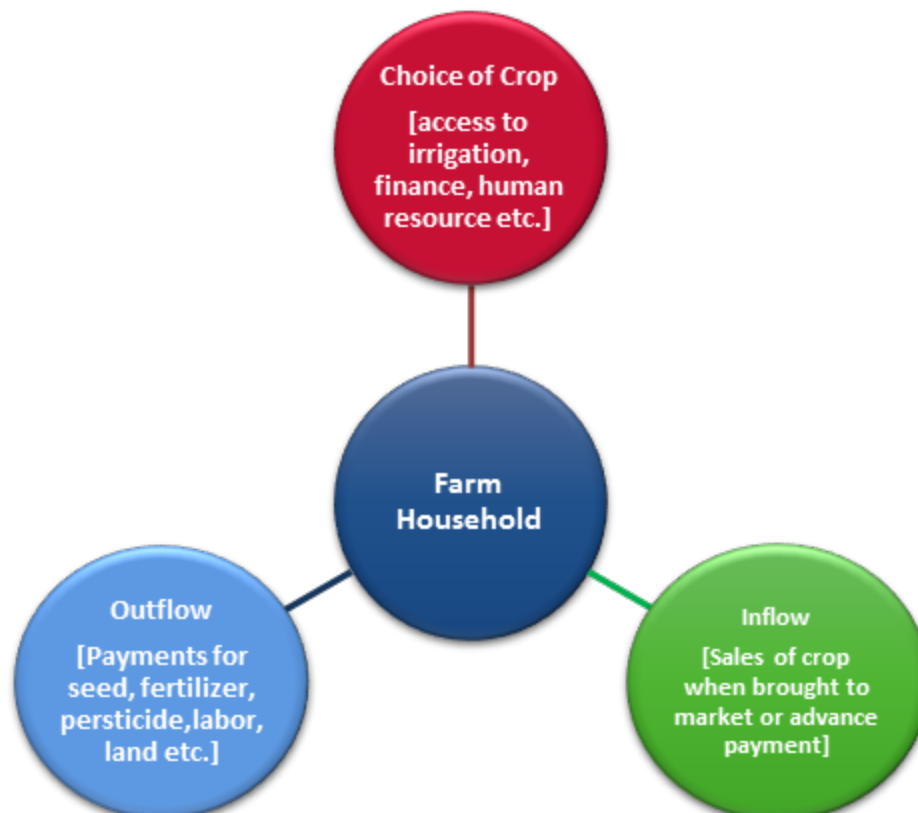 Choice of Crop
[access to
irrigation,
finance, human
resource etc.]
Farm
Household
Outflow
[Payments for
seed, fertilizer,
persticide,labor,
land etc.]
Inflow
[Sales of crop
when brought to
market or advance
payment]